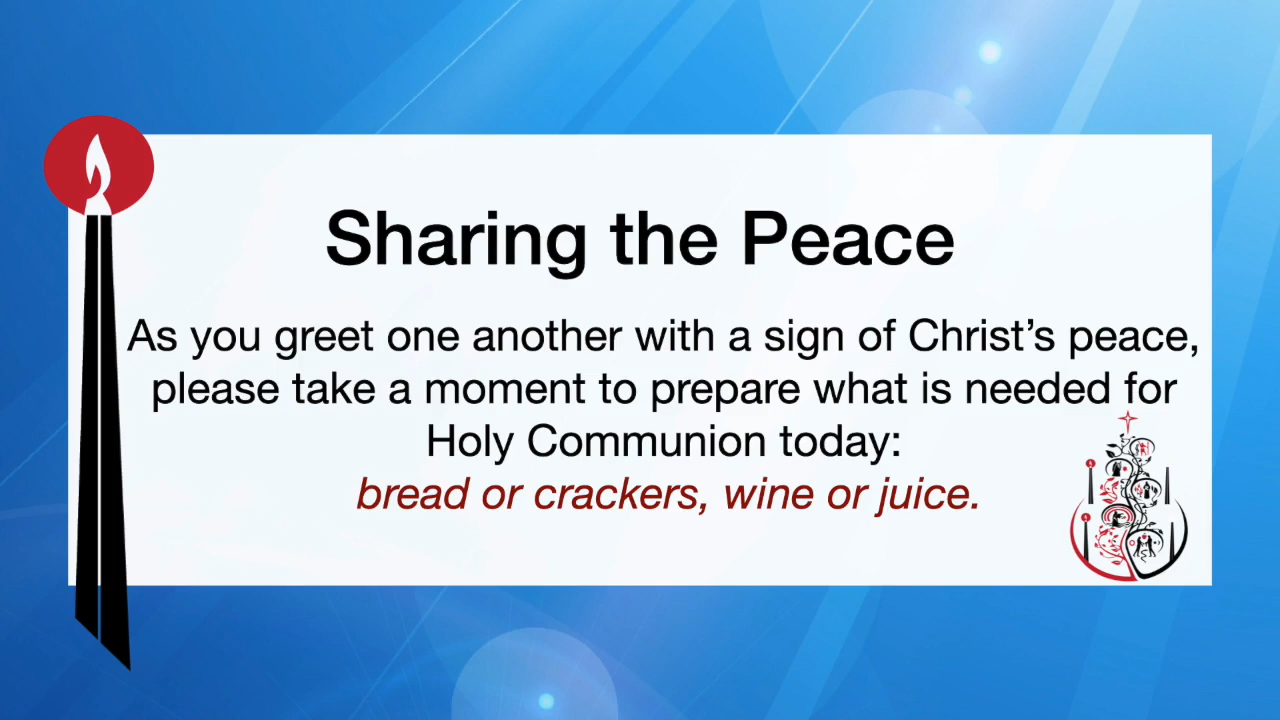 Sharing the Peace
As you greet one another with a sign of Christ’s peace,
please take a moment to prepare what is needed for
Holy Communion today:
bread or crackers, wine or juice.